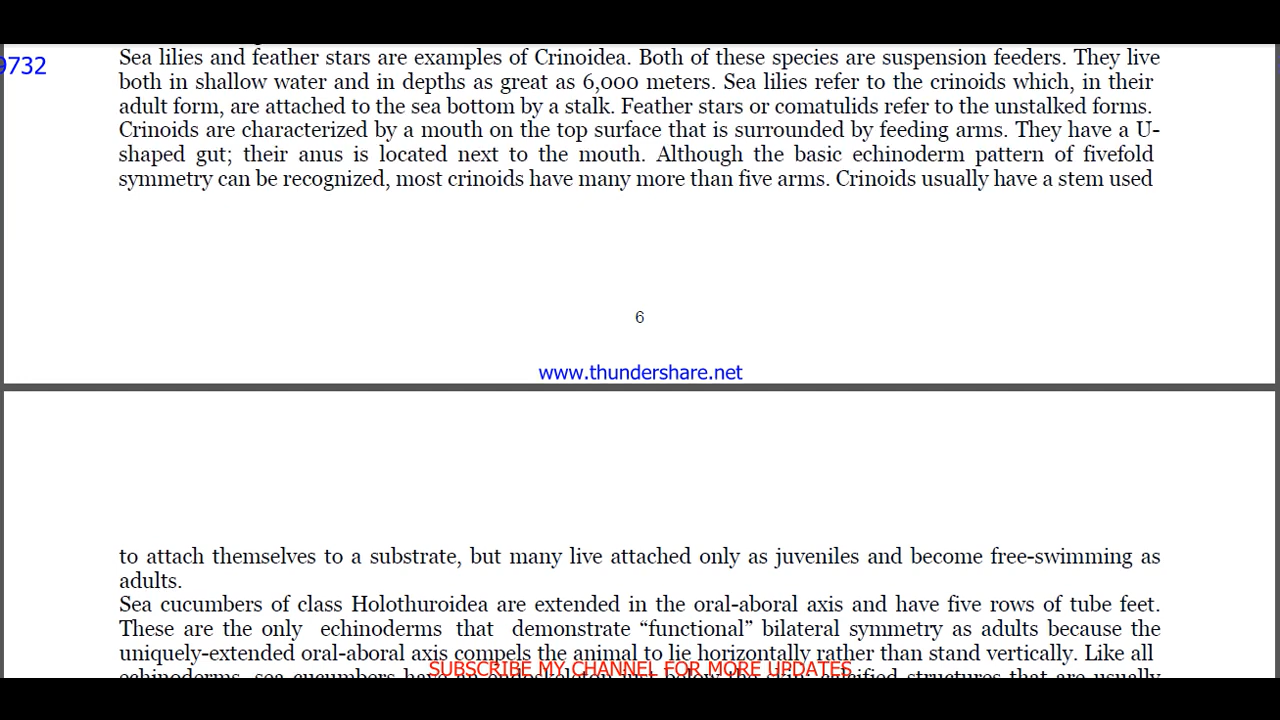 Sea lilies and feather stars are examples of Crinoidea. Both of these species are suspension feeders. They live
9732
both in shallow water and in depths as great as 6,000 meters. Sea lilies refer to the crinoids which, in their
adult form, are attached to the sea bottom by a stalk. Feather stars or comatulids refer to the unstalked forms.
Crinoids are characterized by a mouth on the top surface that is surrounded by feeding arms. They have a U-
shaped gut; their anus is located next to the mouth. Although the basic echinoderm pattern of fivefold
symmetry can be recognized, most crinoids have many more than five arms. Crinoids usually have a stem used
6
www.thundershare.net
to attach themselves to a substrate, but many live attached only as juveniles and become free-swimming as
adults.
Sea cucumbers of class Holothuroidea are extended in the oral-aboral axis and have five rows of tube feet.
These are the only echinoderms that demonstrate “functional” bilateral symmetry as adults because the
uniquely-extended oral-aboral axis compels the animal to lie horizontally rather than stand vertically. Like all
SUBSCRIBE MY CHANNEL FOR MORE UPDATES
echinoderms, sea cucumbers have structures that are usually